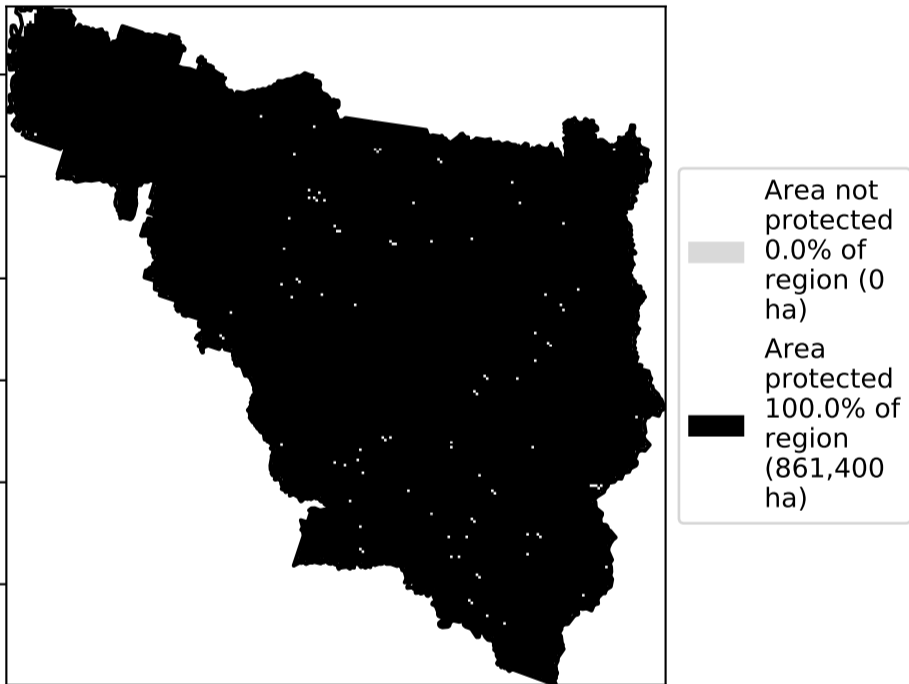 Area not
protected
0.0% of
region (0
ha)
Area
protected
100.0% of
region
(861,400
ha)